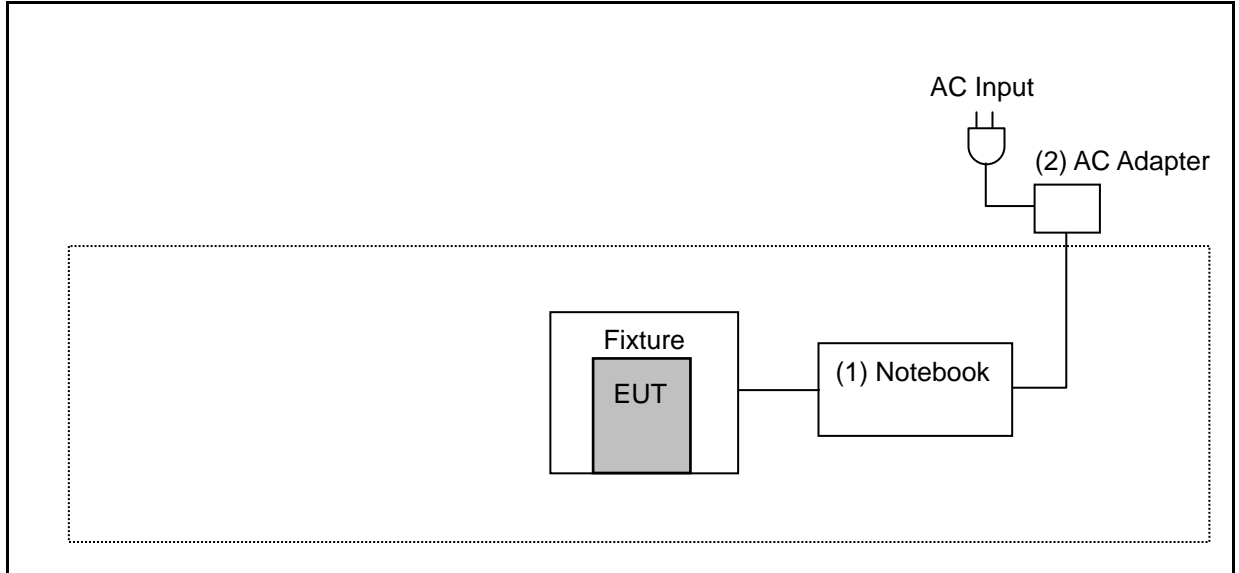 AC Input
(2) AC Adapter
Fixture
EUT
(1) Notebook